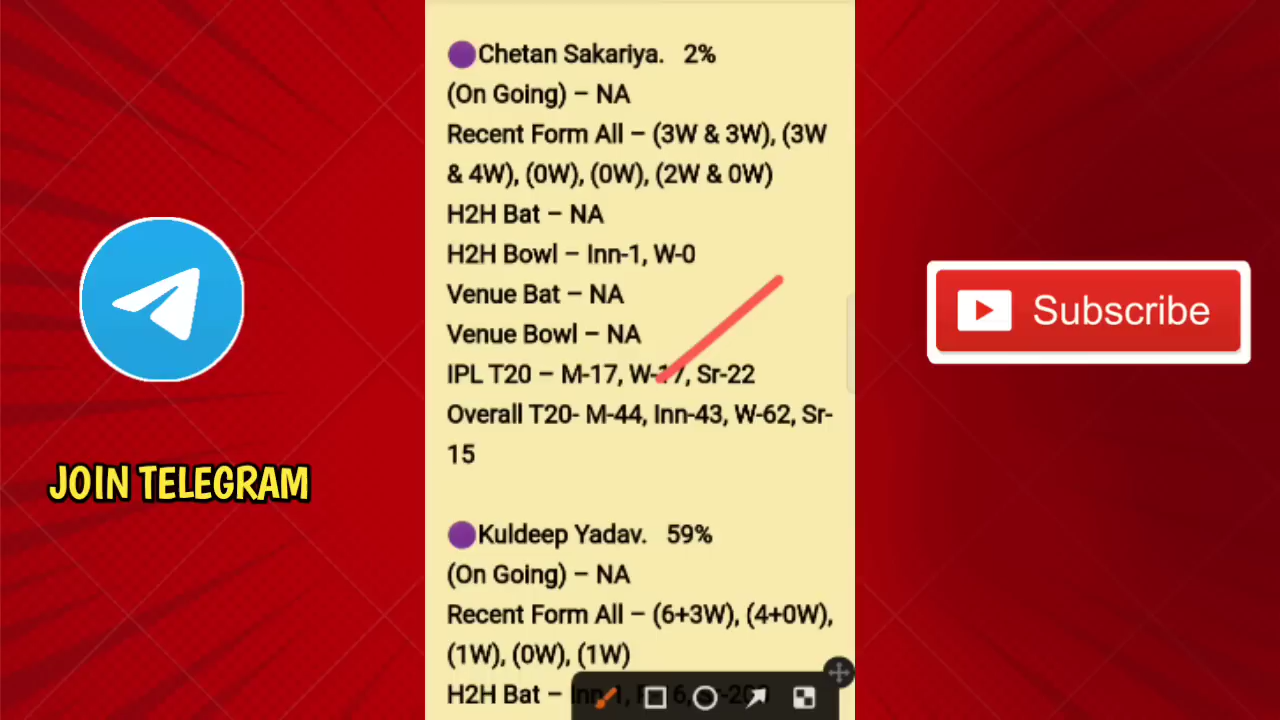 Chetan Sakariya. 2%
(On Going) – NA
Recent Form All – (3W & 3W), (3W
& 4W), (0W), (0W), (2W & 0W)
H2H Bat – NA
H2H Bowl – Inn-1, W-0
Venue Bat – NA
Venue Bowl – NA
IPL T20 – M-17, W-17, Sr-22
Overall T20- M-44, Inn-43, W-62, Sr-
15
Kuldeep Yadav. 59%
(On Going) – NA
Recent Form All – (6+3W), (4+0W),
(1W), (0W), (1W)
H2H Bat –
JOIN TELEGRAM
Subscribe